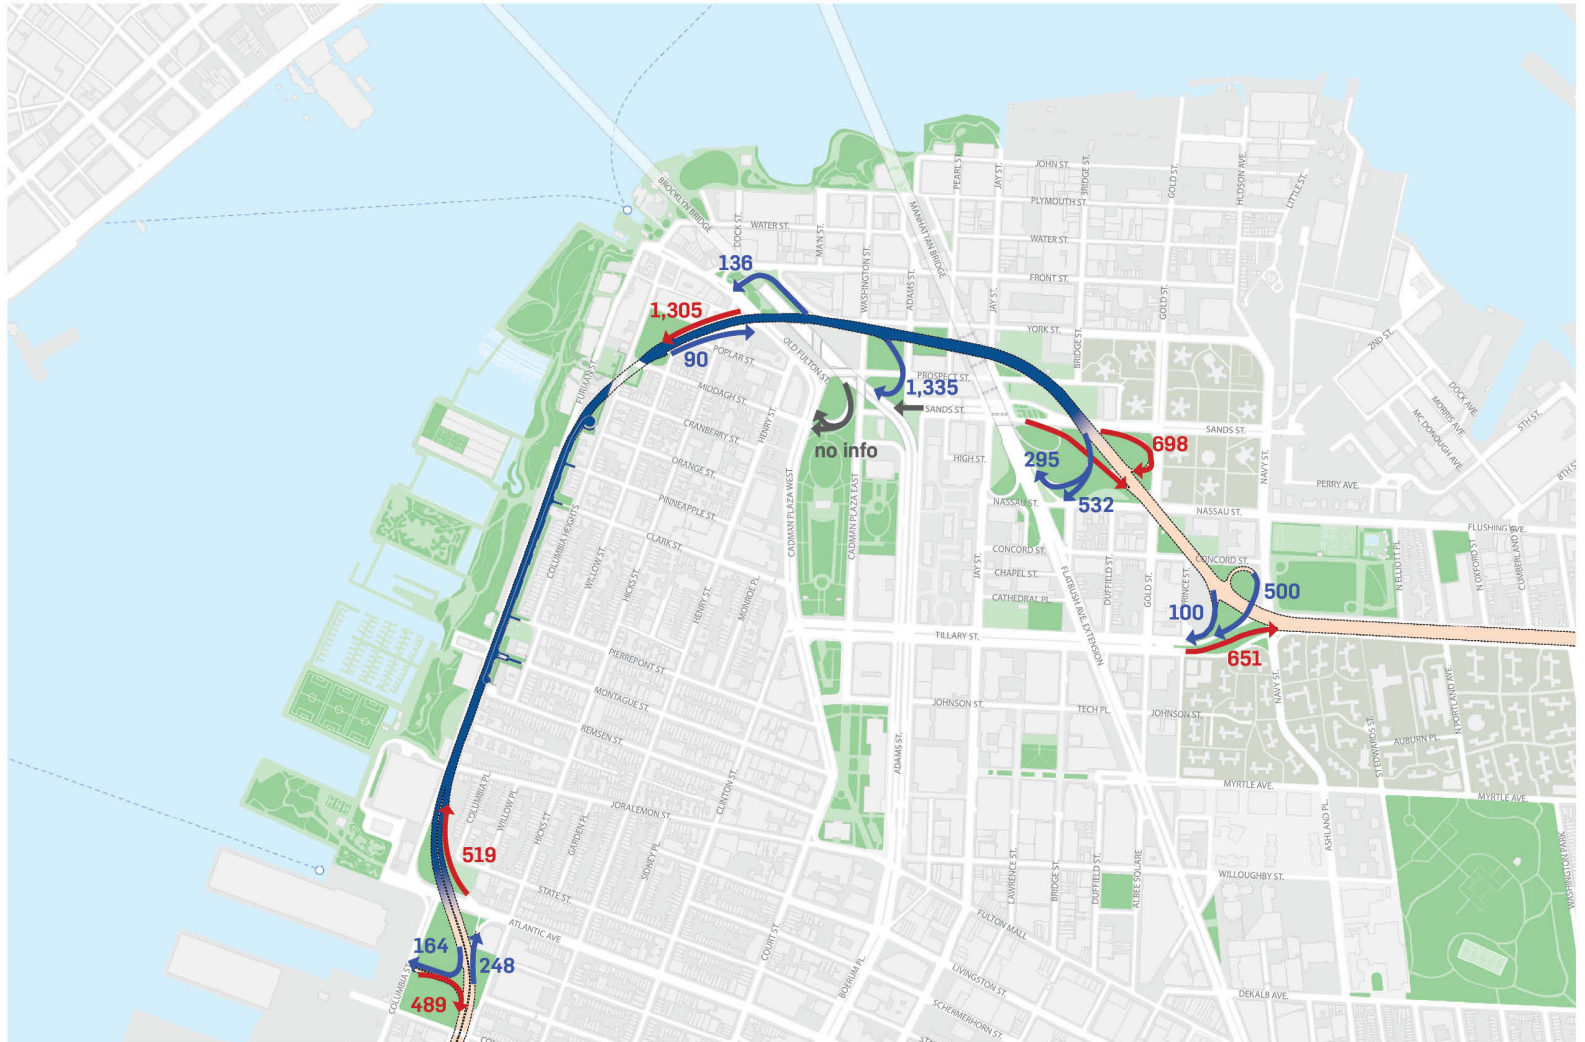 JOHN ST.
PEARL ST.
JAY ST.
BRIDGE ST.
GOLD ST.
HUDSON AVE.
LITTLE ST.
BROOKLYN BRIDGE
DOCK ST.
WATER ST.
MAIN ST.
WASHINGTON ST.
ADAMS ST.
MANHATTAN BRIDGE
PLYMOUTH ST.
WATER ST.
FRONT ST.
136
1,305
90
JAY ST.
GOLD ST.
YORK ST.
BRIDGE ST.
NAVY ST.
2ND ST.
DOCK AVE.
MORRIS AVE.
MC DONOUGH AVE.
5TH ST.
8TH ST.
FURMAN ST.
POPLAR ST.
OLD FULTON ST.
PROSPECT ST.
1,335
SANDS ST.
MIDDAGH ST.
HENRY ST.
CRANBERRY ST.
no info
SANDS ST.
698
ORANGE ST.
HIGH ST.
295
532
PERRY AVE.
PINNEAPPLE ST.
NASSAU ST.
NASSAU ST.
FLUSHING AVE.
CADMAN PLAZA WEST
CADMAN PLAZA EAST
COLUMBIA HEIGHTS
WILLOW ST.
HICKS ST.
CLARK ST.
HENRY ST.
MONROE PL.
JAY ST.
CONCORD ST.
CHAPEL ST.
CATHEDRAL PL.
FLATBUSH AVE. EXTENSION
DUFFIELD ST.
GOLD ST.
PRINCE ST.
CONCORD ST.
N ELLIOTT PL
N OXFORD ST
CUMBERLAND ST
100
500
651
TILLARY ST.
PIERREPONT ST.
MONTAGUE ST.
REMSEN ST.
JOHNSON ST.
TECH PL.
JOHNSON ST.
NAVY ST.
ST EDWARDS ST.
AUBURN PL.
N PORTLAND AVE.
ADAMS ST.
MYRTLE AVE.
MYRTLE AVE.
COLUMBIA PL.
WILLOW PL.
HICKS ST
GARDEN PL.
SIDNEY PL.
JORALEMON ST.
CLINTON ST.
519
STATE ST.
ATLANTIC AVE
COURT ST.
BOERUM PL.
LAWRENCE ST.
BRIDGE ST.
DUFFIELD ST.
ALBEE SQUARE
WILLOUGHBY ST.
ASHLAND PL.
WASHINGTON PARK
FULTON MALL
LIVINGSTON ST.
SCHERMERHORN ST.
DEKALB AVE.
COLUMBIA ST.
164
248
489